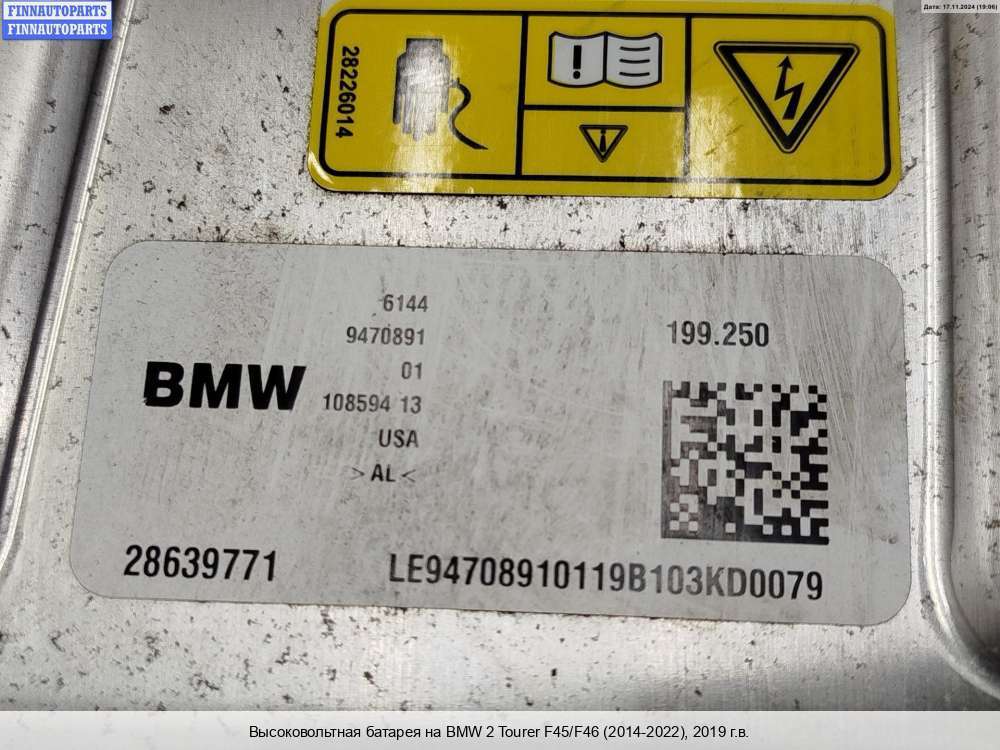 FINNAUTOPARTS
FINNAUTOPARTS
Дата: 17.11.2024 (19:06)
28226014
6144
9470891
01
BMW
108594 13
USA
>AL<
199.250
28639771
LE94708910119B103KD0079
Высоковольтная батарея на BMW 2 Tourer F45/F46 (2014-2022), 2019 г.в.